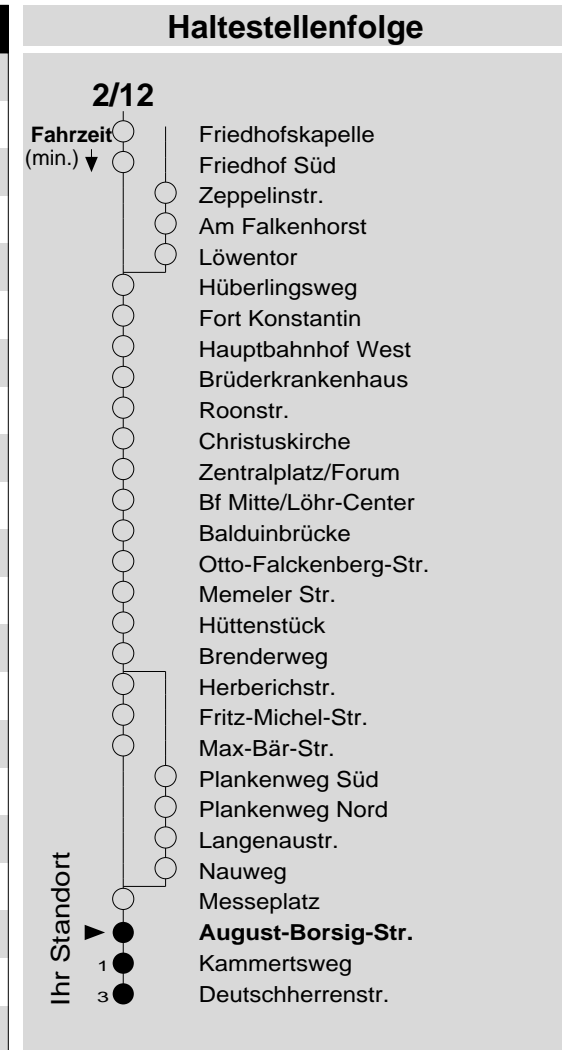 Haltestellenfolge
2/12
Fahrzeit
(min.)
Friedhofskapelle
Friedhof Süd
Zeppelinstr.
Am Falkenhorst
Löwentor
Hüberlingsweg
Fort Konstantin
Hauptbahnhof West
Brüderkrankenhaus
Roonstr.
Christuskirche
Zentralplatz/Forum
Bf Mitte/Löhr-Center
Balduinbrücke
Otto-Falckenberg-Str.
Memeler Str.
Hüttenstück
Brenderweg
Herberichstr.
Fritz-Michel-Str.
Max-Bär-Str.
Plankenweg Süd
Plankenweg Nord
Langenaustr.
Nauweg
Messeplatz
Ihr Standort
August-Borsig-Str.
1 Kammertsweg
3 Deutschherrenstr.